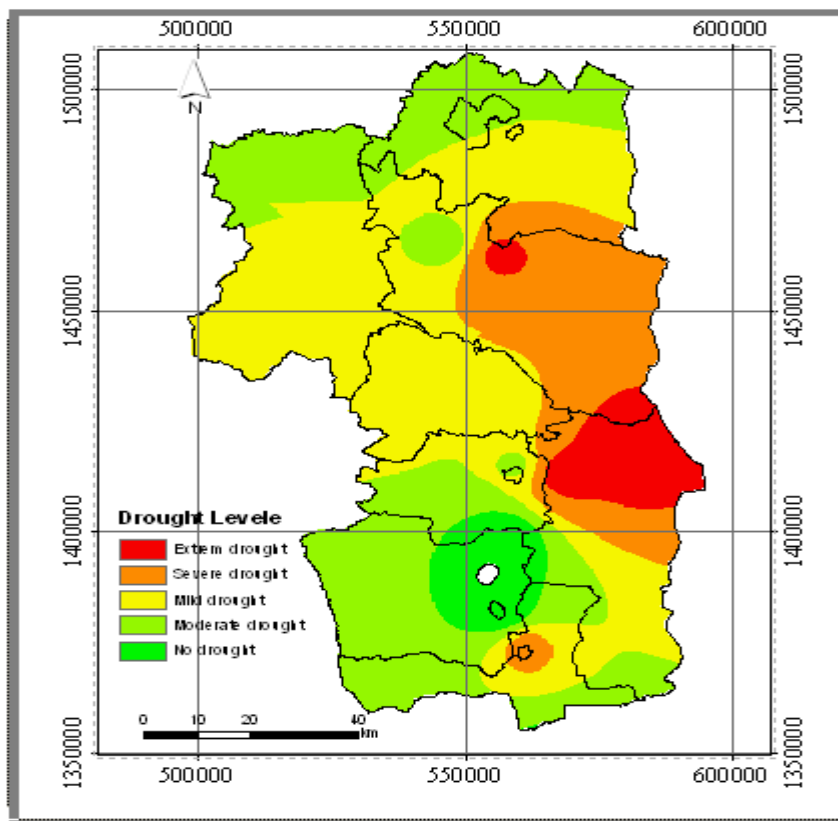 500000 550000 600000
1500000 1500000
N
1450000 1450000
1400000 1400000
Drought Levele
Extrem drought
Severe drought
Mild drought
Moderate drought
No drought
0 10 20 40
km
1350000 1350000
500000 550000 600000